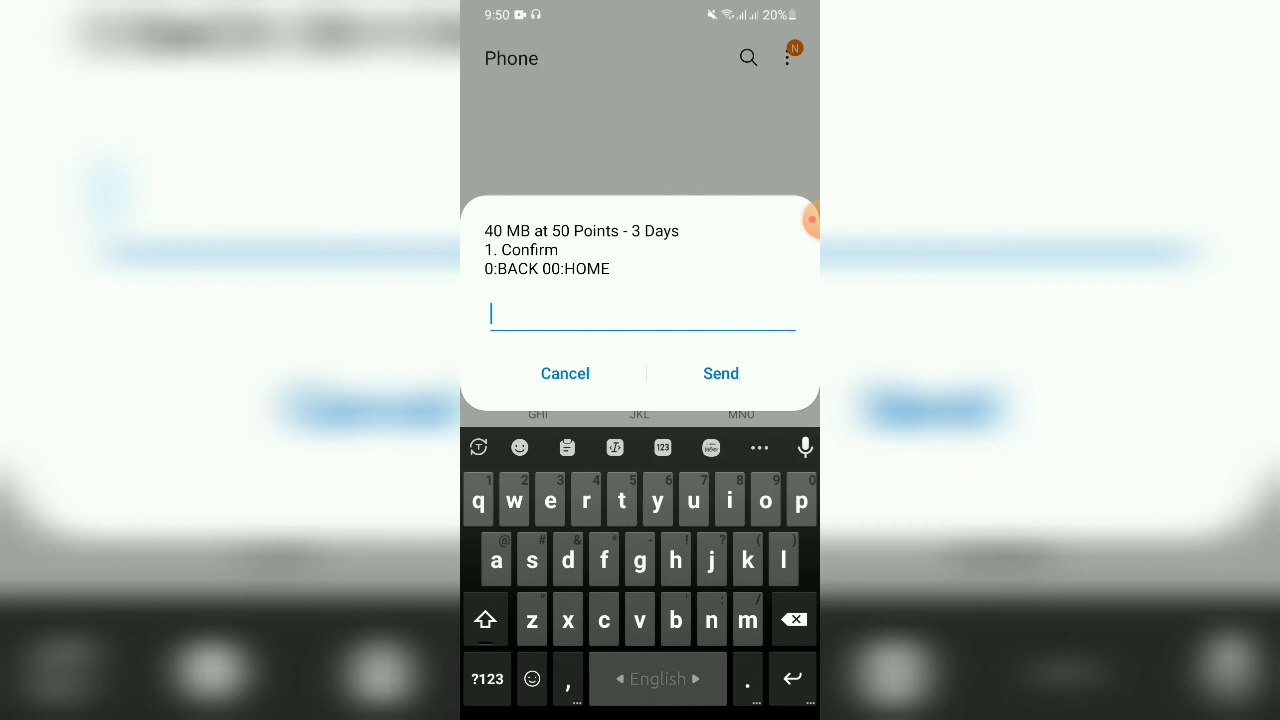 9:50 20%
Phone
N
40 MB at 50 Points - 3 Days
1. Confirm
0:BACK 00:HOME
Cancel Send
GHI JKL MNO
123
1 2 3 4 5 6 7 8 9 0
q w e r t y u i o p
@ # & * - ! ? ( )
a s d f g h j k l
" ' : /
z x c v b n m
?123 , English .